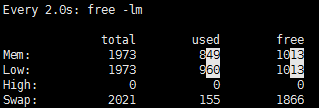 Every 2.0s: free -lm
total used free
Mem: 1973 849 1013
Low: 1973 960 1013
High: 0 0 0
Swap: 2021 155 1866